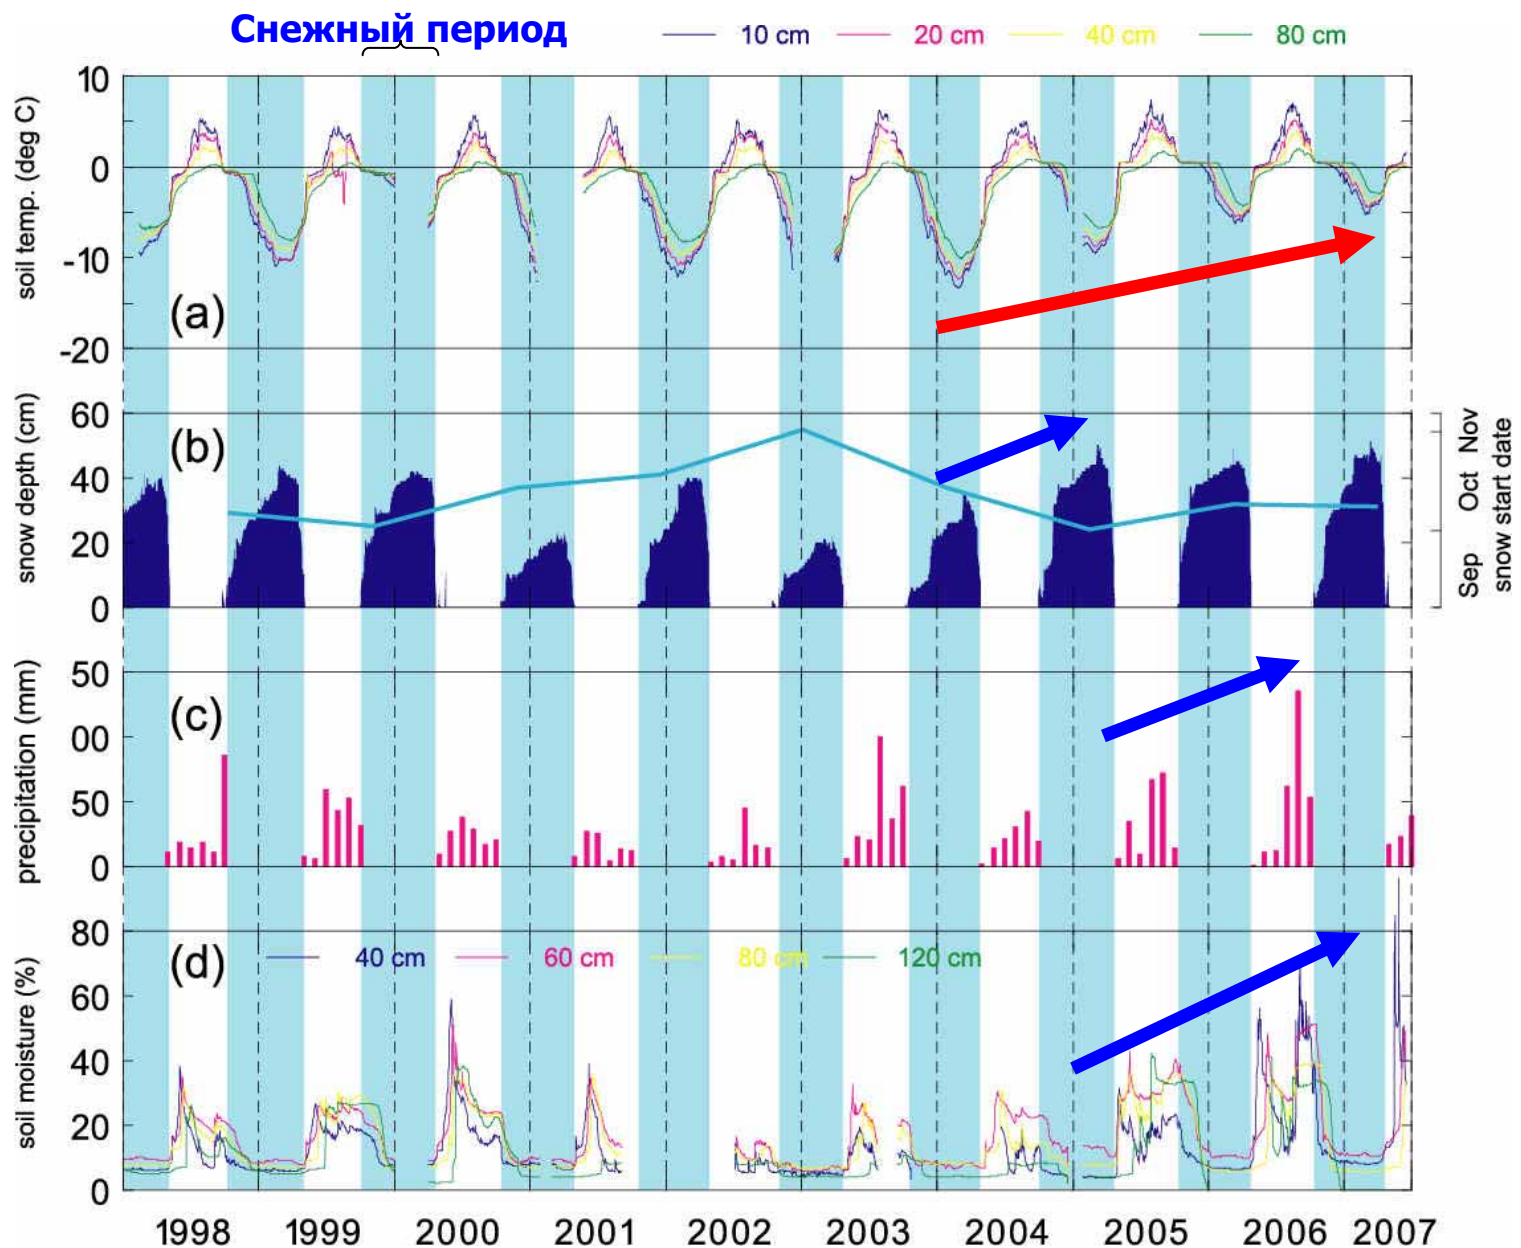 Снежный период
10 cm 20 cm 40 cm 80 cm
soil temp. (deg C)
10
0
-10
-20
(a)
snow depth (cm)
60
40
20
0
(b)
Sep Oct Nov
snow start date
precipitation (mm)
50
00
50
0
(c)
soil moisture (%)
80
60
40
20
0
(d)
40 cm 60 cm 80 cm 120 cm
1998 1999 2000 2001 2002 2003 2004 2005 2006 2007